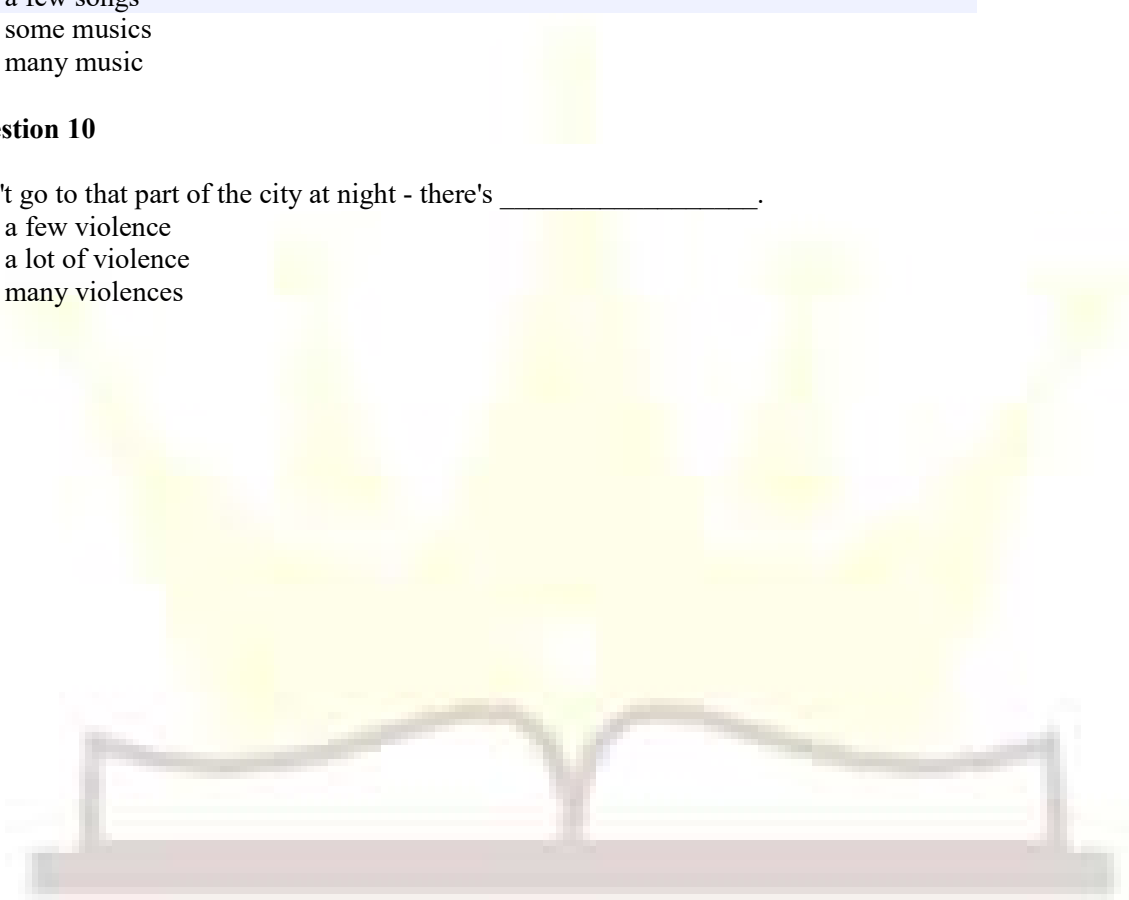 a few songs
some musics
many music
stion 10
't go to that part of the city at night - there's __________________.
a few violence
a lot of violence
many violences